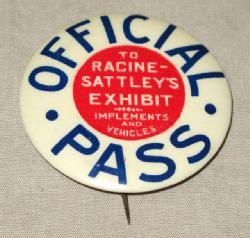 OFFICIAL
TO
RACINE-
SATTLEY'S
EXHIBIT
IMPLEMENTS
AND
VEHICLES
• PASS •